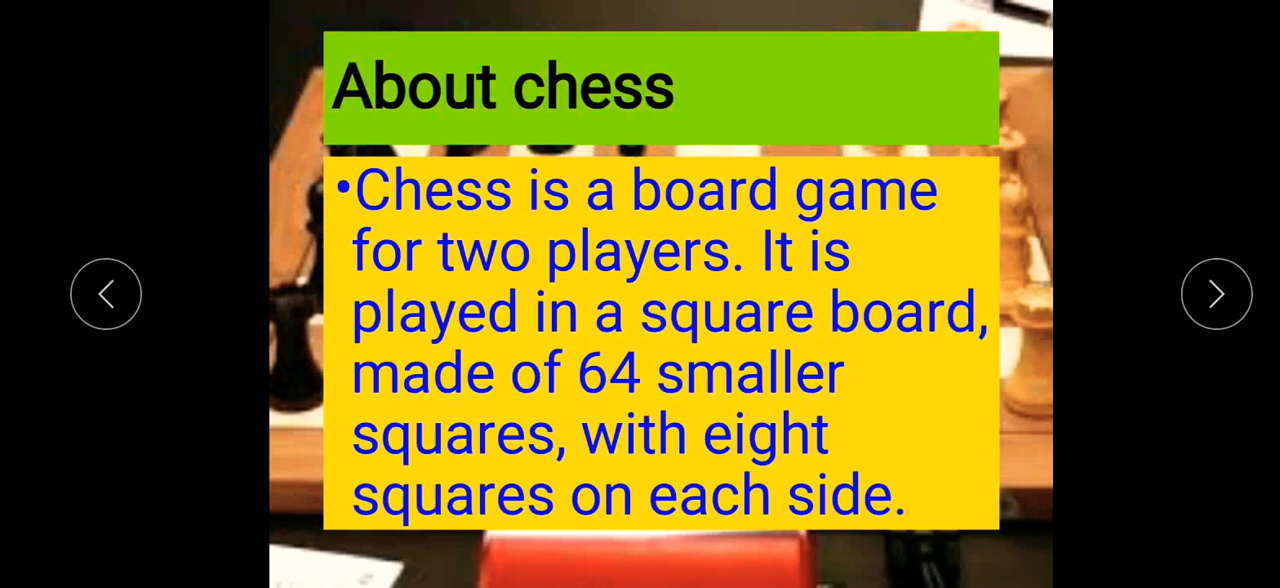 About chess
•Chess is a board game
for two players. It is
played in a square board,
made of 64 smaller
squares, with eight
squares on each side.